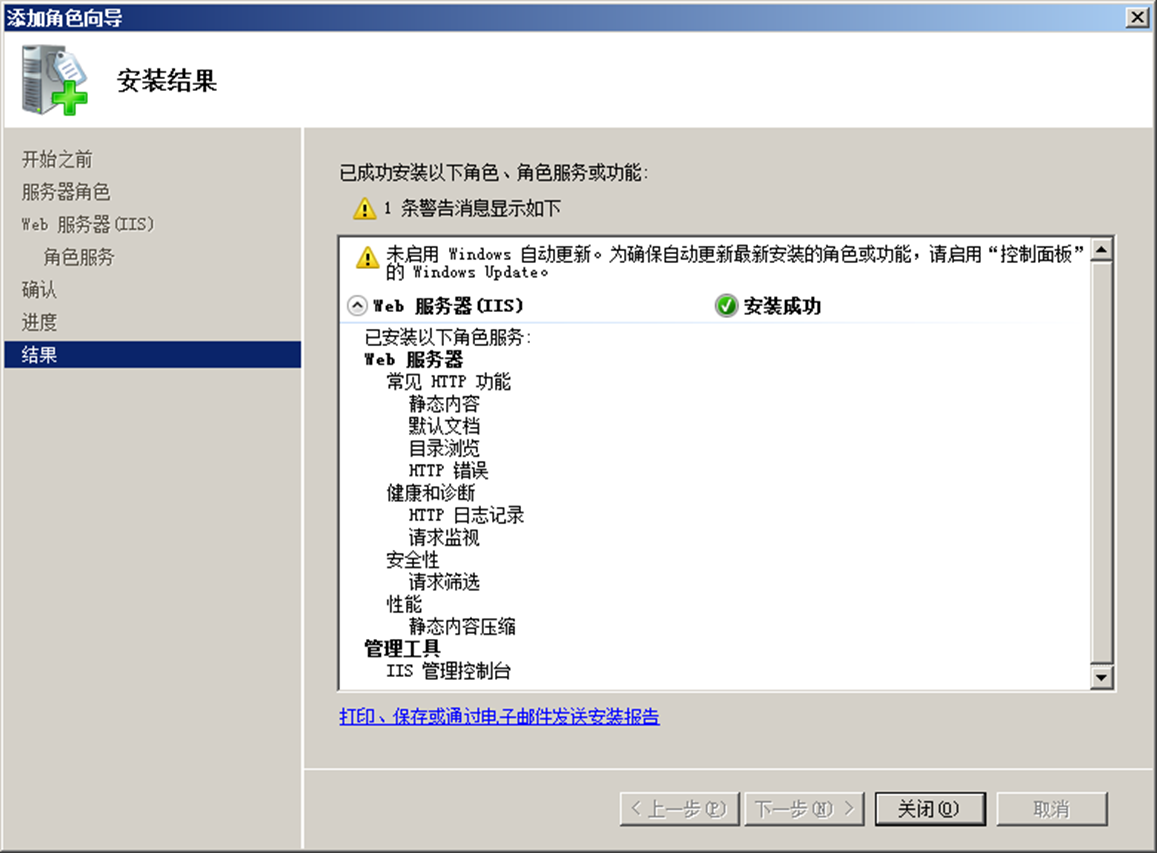 添加角色向导
安装结果
开始之前
服务器角色
Web 服务器(IIS)
角色服务
确认
进度
结果
已成功安装以下角色、角色服务或功能:
1 条警告消息显示如下
未启用 Windows 自动更新。为确保自动更新最新安装的角色或功能，请启用“控制面板”
的 Windows Update。
Web 服务器(IIS) 安装成功
已安装以下角色服务:
Web 服务器
常见 HTTP 功能
静态内容
默认文档
目录浏览
HTTP 错误
健康和诊断
HTTP 日志记录
请求监视
安全性
请求筛选
性能
静态内容压缩
管理工具
IIS 管理控制台
打印、保存或通过电子邮件发送安装报告
< 上一步(P) 下一步(N) > 关闭(O) 取消